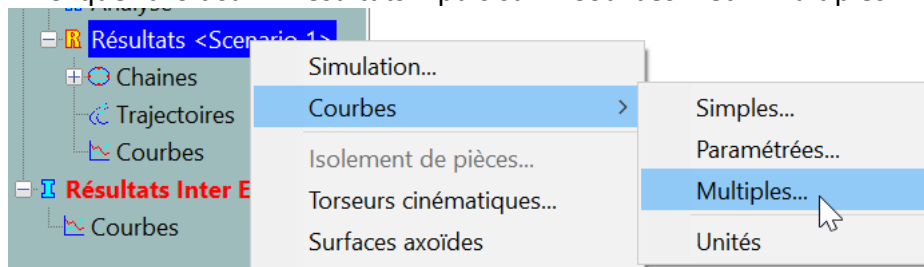 Analyse
Résultats <Scenario 1>
Chaines
Trajectoires
Courbes
Résultats Inter E
Courbes
Simulation...
Courbes >
Isolement de pièces...
Torseurs cinématiques...
Surfaces axoïdes
Simples...
Paramétrées...
Multiples...
Unités